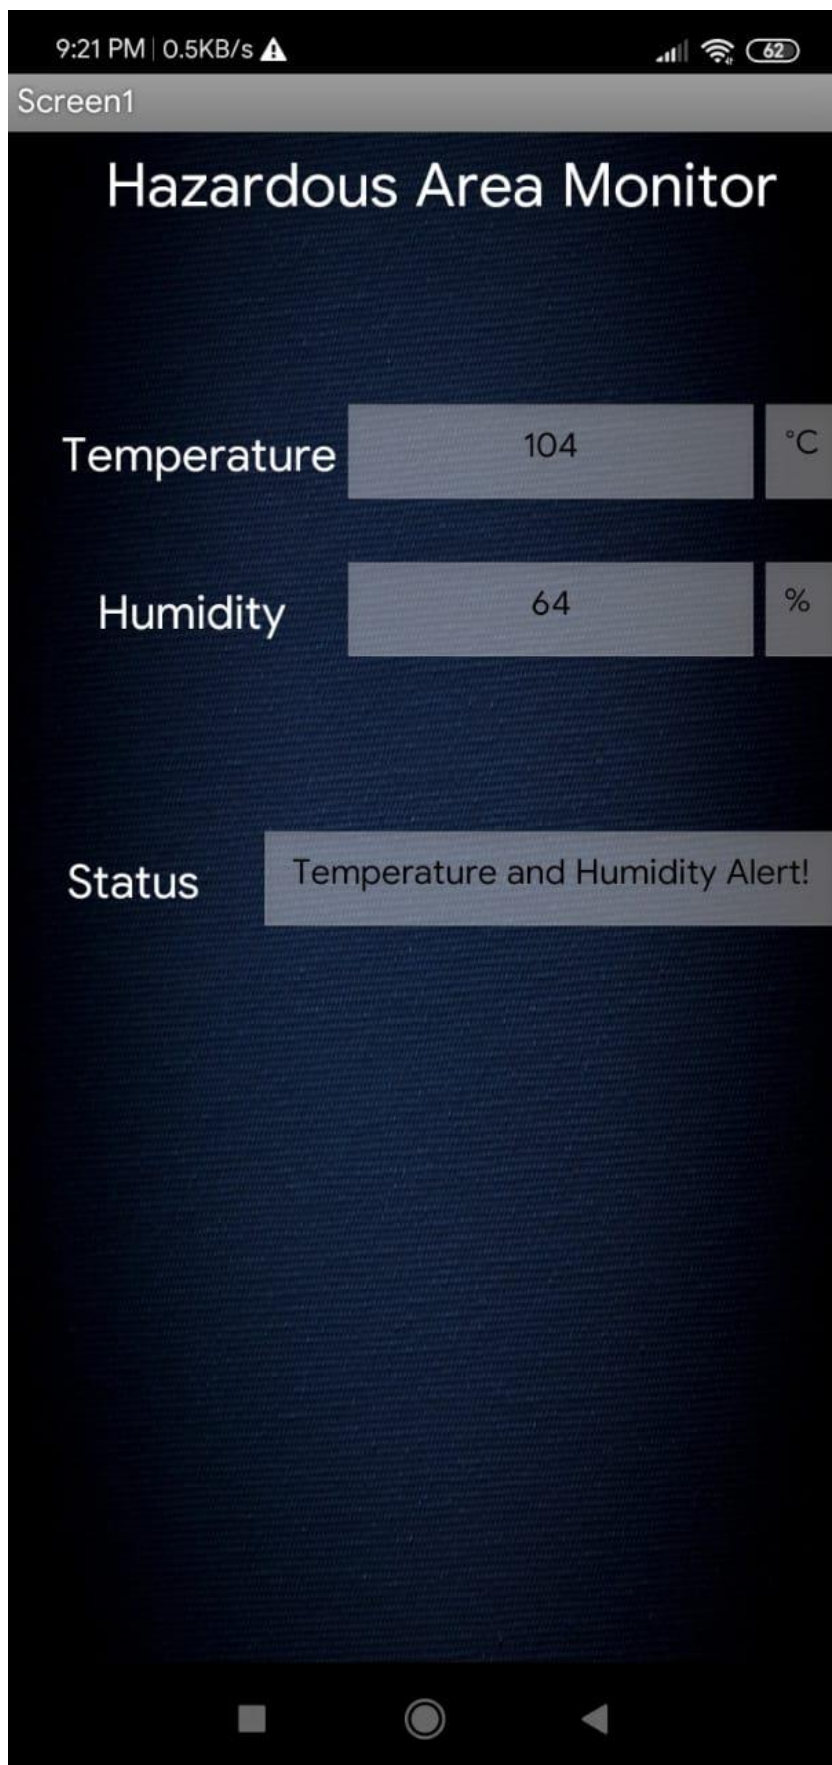 9:21 PM | 0.5KB/s 62
Screen1
Hazardous Area Monitor
Temperature 104 °C
Humidity 64 %
Status Temperature and Humidity Alert!